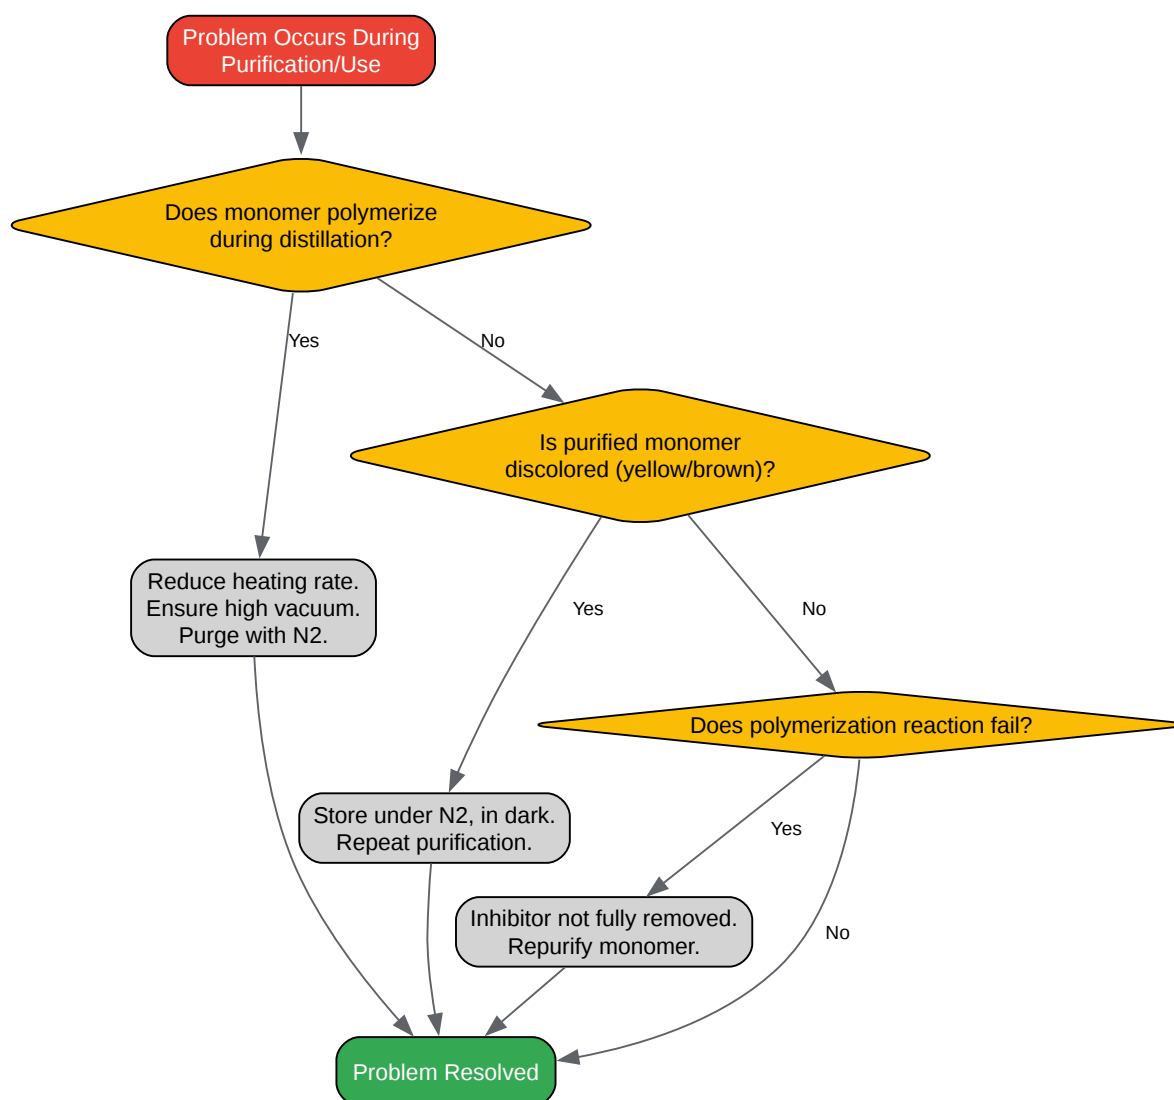 Problem Occurs During
Purification/Use
Does monomer polymerize
during distillation?
Yes
No
Is purified monomer
discolored (yellow/brown)?
Reduce heating rate.
Ensure high vacuum.
Purge with N2.
Yes
No
Does polymerization reaction fail?
Store under N2, in dark.
Repeat purification.
Yes
Inhibitor not fully removed.
Repurify monomer.
No
Problem Resolved